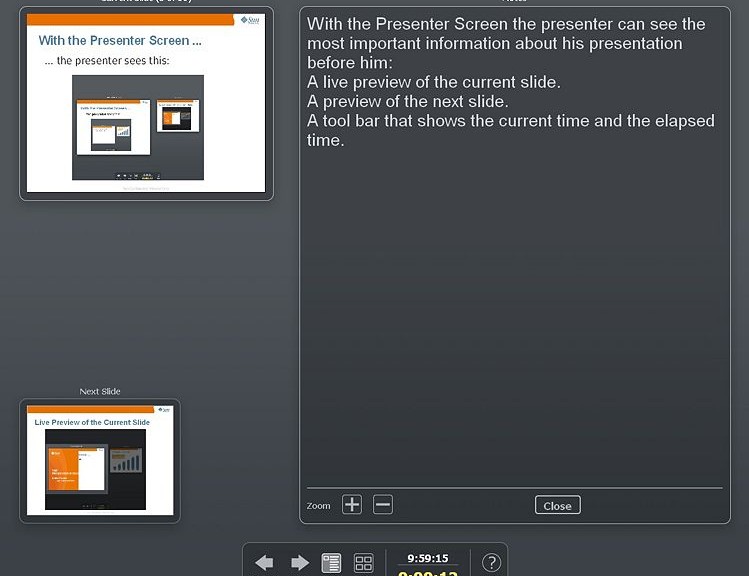 Sun
With the Presenter Screen ...
... the presenter sees this:
With the Presenter Screen the presenter can see the
most important information about his presentation
before him:
A live preview of the current slide.
A preview of the next slide.
A tool bar that shows the current time and the elapsed
time.
Next Slide
Sun
Live Preview of the Current Slide
Zoom
Close
9:59:15
?